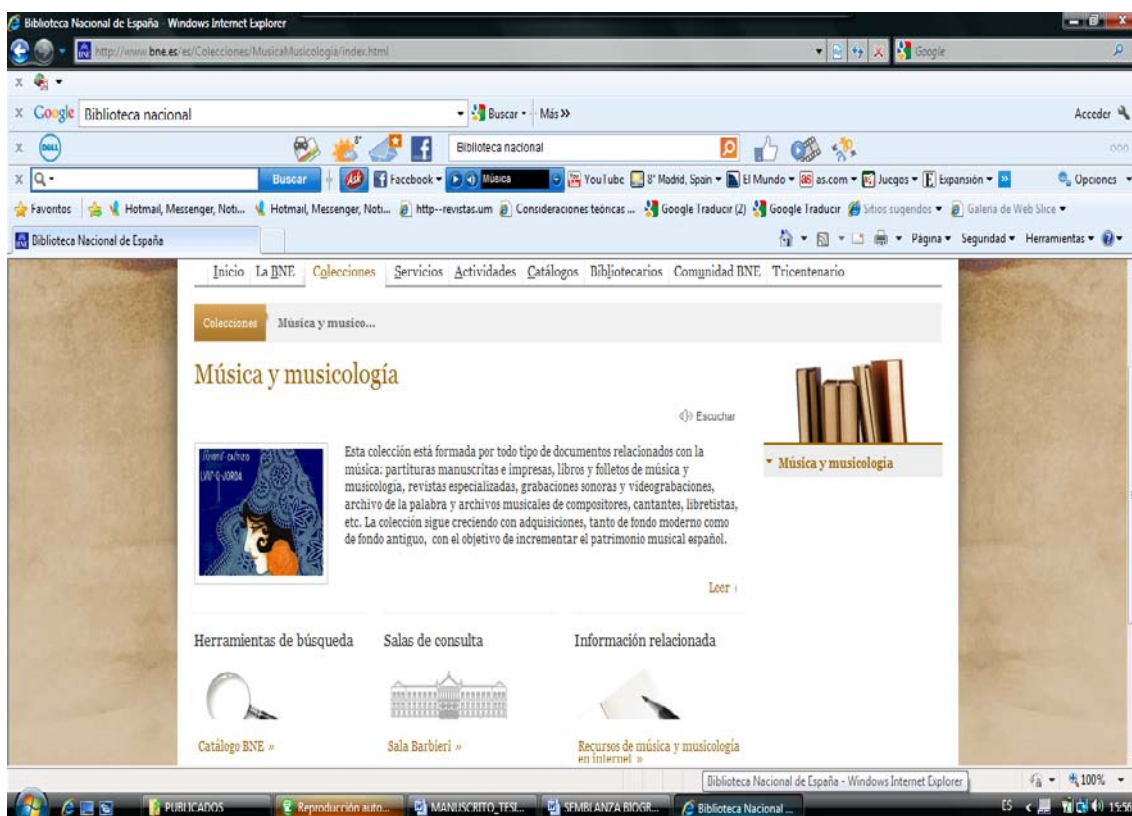 Biblioteca Nacional de España - Windows Internet Explorer
http://www.bne.es/es/Colecciones/MusicaMusicologia/index.html Google
x
x Google Biblioteca nacional Buscar Más >> Acceder
x DELL 8° Biblioteca nacional
x Buscar Ask Facebook Música YouTube 8° Madrid, Spain El Mundo as.com Juegos Expansión >> Opciones
Favoritos Hotmail, Messenger, Noti... Hotmail, Messenger, Noti... http--revistas.um Consideraciones teóricas ... Google Traducir (2) Google Traducir Sitios sugeridos Galería de Web Slice
Biblioteca Nacional de España Página Seguridad Herramientas
Inicio La BNE Colecciones Servicios Actividades Catálogos Bibliotecarios Comunidad BNE Tricentenario
Colecciones Música y musico...
Música y musicología
Escuchar
Esta colección está formada por todo tipo de documentos relacionados con la
música: partituras manuscritas e impresas, libros y folletos de música y
musicología, revistas especializadas, grabaciones sonoras y videograbaciones,
archivo de la palabra y archivos musicales de compositores, cantantes, libretistas,
etc. La colección sigue creciendo con adquisiciones, tanto de fondo moderno como
de fondo antiguo, con el objetivo de incrementar el patrimonio musical español.
Leer
Música y musicología
Herramientas de búsqueda Salas de consulta Información relacionada
Catálogo BNE » Sala Barbieri » Recursos de música y musicología
en internet »
Biblioteca Nacional de España - Windows Internet Explorer
100%
PUBLICADOS Reproducción auto... MANUSCRITO_TESI... SEMBLANZA BIOGR... Biblioteca Nacional ... ES 15:56